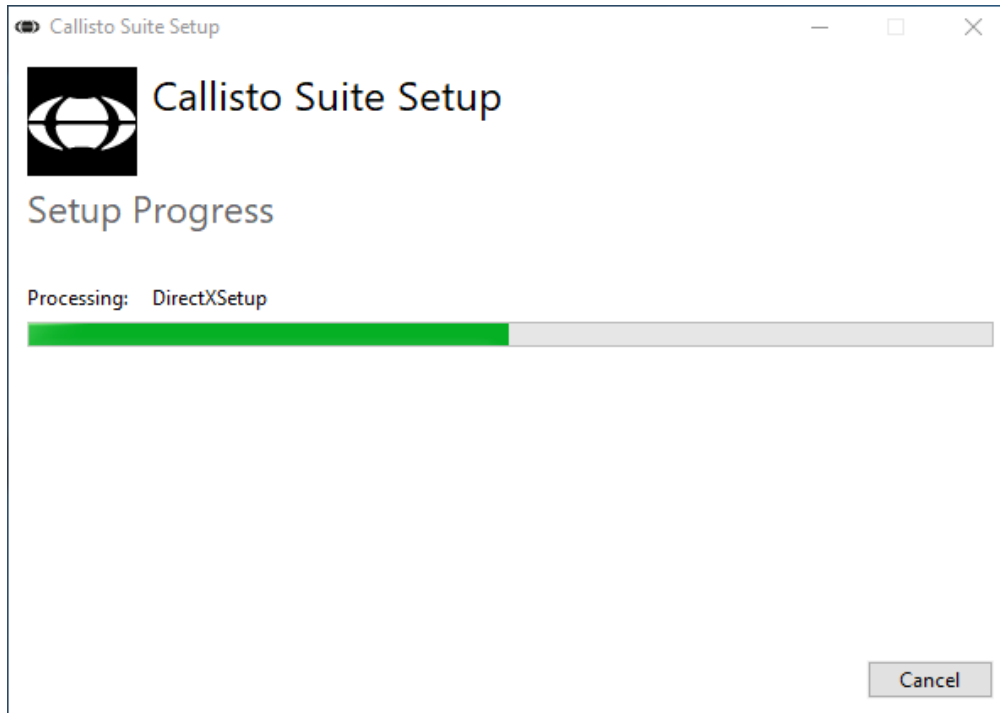 Callisto Suite Setup
Callisto Suite Setup
Setup Progress
Processing: DirectXSetup
Cancel